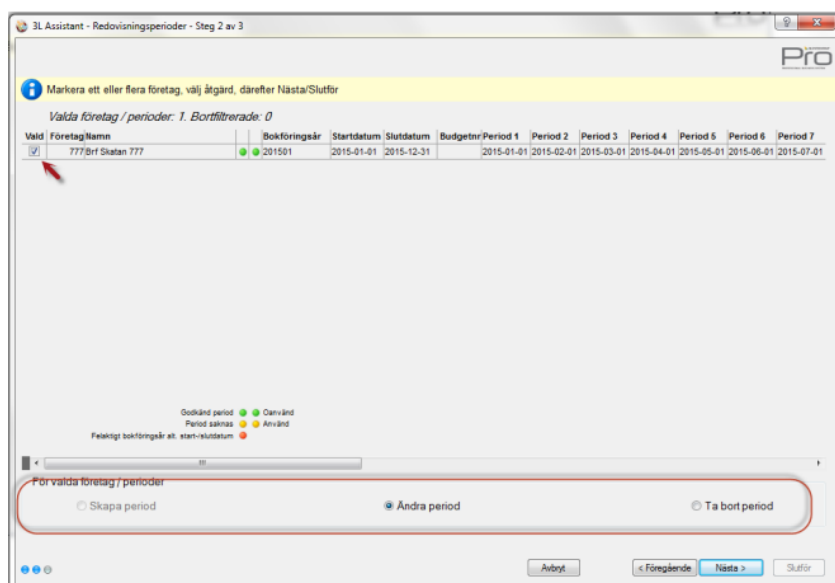 3L Assistant - Redovisningsperioder - Steg 2 av 3
Pro
Markera ett eller flera företag, välj åtgärd, därefter Nästa/Slutför
Valda företag / perioder: 1. Bortfiltrerade: 0
Vald Företag Namn Bokföringsår Startdatum Slutdatum Budgetnr Period 1 Period 2 Period 3 Period 4 Period 5 Period 6 Period 7
777 Brf Skatan 777 201501 2015-01-01 2015-12-31 2015-01-01 2015-02-01 2015-03-01 2015-04-01 2015-05-01 2015-06-01 2015-07-01
Godkänd period Oanvänd
Period saknas Använd
Felaktigt bokföringsår alt. start-/slutdatum
För valda företag / perioder
Skapa period Ändra period Ta bort period
Avbryt < Föregående Nästa > Slutför